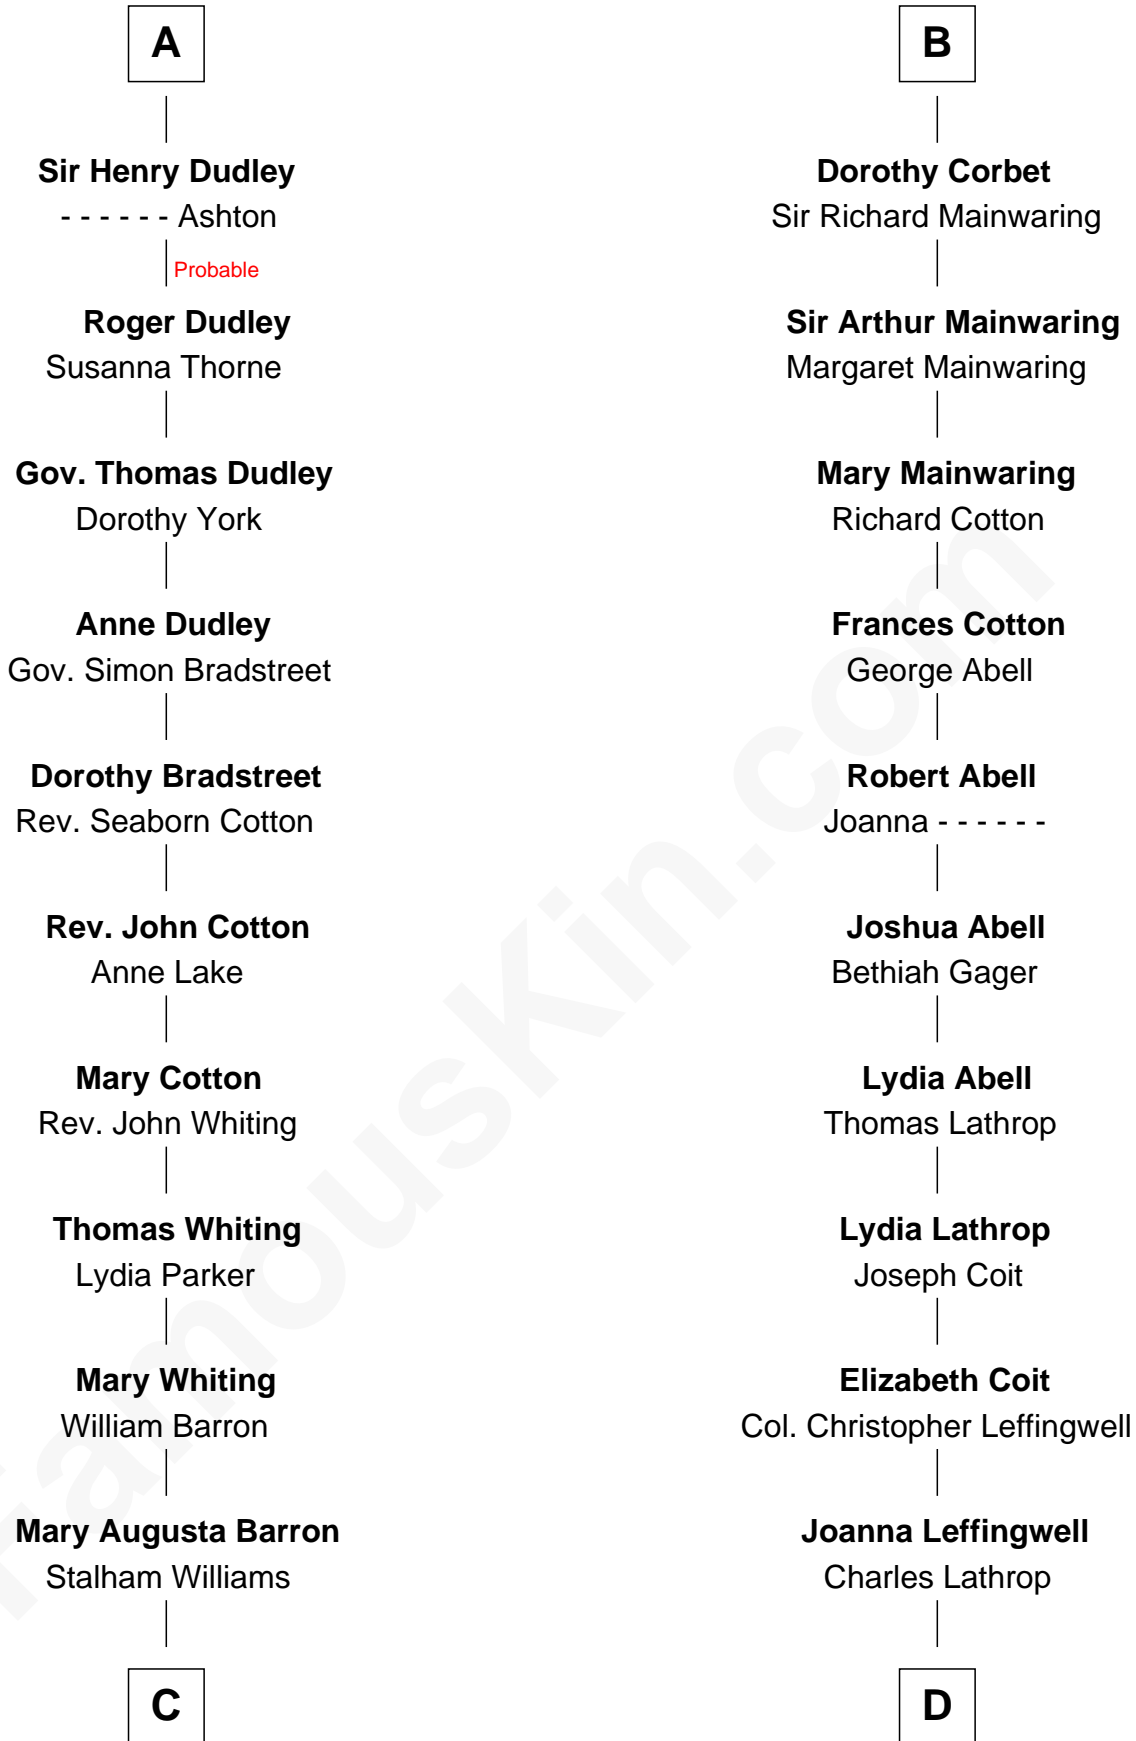 A
Sir Henry Dudley
- - - - - - Ashton
Probable
Roger Dudley
Susanna Thorne
Gov. Thomas Dudley
Dorothy York
Anne Dudley
Gov. Simon Bradstreet
Dorothy Bradstreet
Rev. Seaborn Cotton
Rev. John Cotton
Anne Lake
Mary Cotton
Rev. John Whiting
Thomas Whiting
Lydia Parker
Mary Whiting
William Barron
Mary Augusta Barron
Stalham Williams
C
B
Dorothy Corbet
Sir Richard Mainwaring
Sir Arthur Mainwaring
Margaret Mainwaring
Mary Mainwaring
Richard Cotton
Frances Cotton
George Abell
Robert Abell
Joanna - - - - - -
Joshua Abell
Bethiah Gager
Lydia Abell
Thomas Lathrop
Lydia Lathrop
Joseph Coit
Elizabeth Coit
Col. Christopher Leffingwell
Joanna Leffingwell
Charles Lathrop
D
FamousKin.com